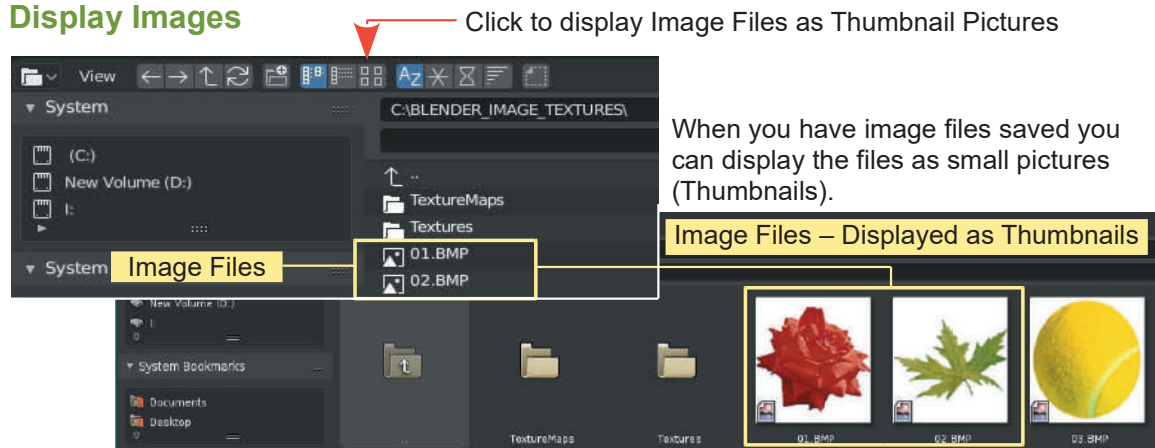 Display Images
Click to display Image Files as Thumbnail Pictures
View
System
C:\BLENDER_IMAGE_TEXTURES\
(C:)
New Volume (D:)
I:
..
TextureMaps
Textures
01.BMP
02.BMP
System
Image Files
When you have image files saved you
can display the files as small pictures
(Thumbnails).
Image Files – Displayed as Thumbnails
New Volume (D:)
I:
System Bookmarks
Documents
Desktop
..
TextureMaps
Textures
01.BMP
02.BMP
03.BMP